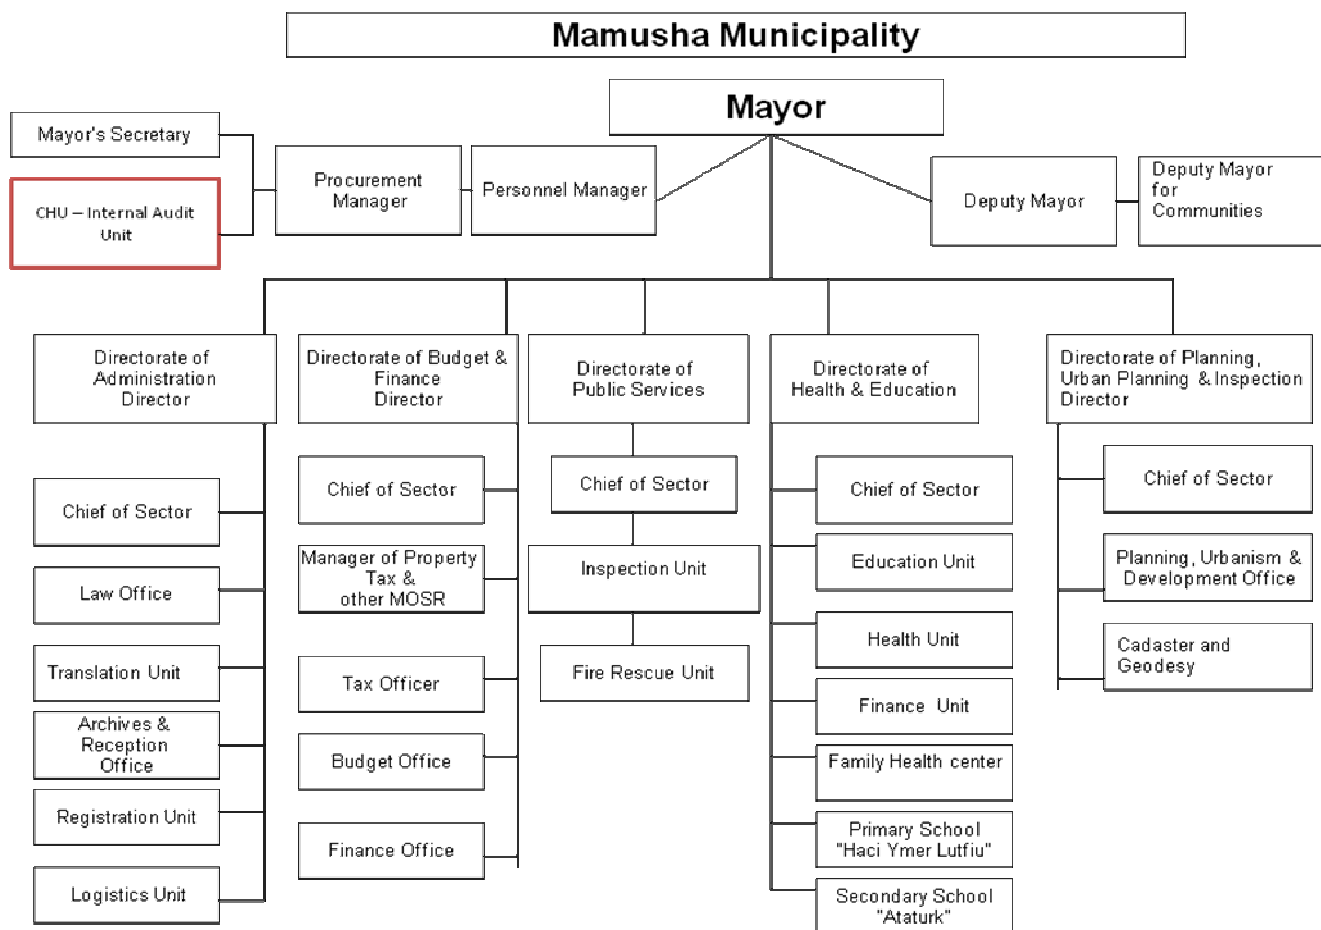 Mamusha Municipality
Mayor
Mayor's Secretary
CHU – Internal Audit
Unit
Procurement
Manager
Personnel Manager
Deputy Mayor
Deputy Mayor
for
Communities
Directorate of
Administration
Director
Chief of Sector
Law Office
Translation Unit
Archives &
Reception
Office
Registration Unit
Logistics Unit
Directorate of Budget &
Finance
Director
Chief of Sector
Manager of Property
Tax &
other MOSR
Tax Officer
Budget Office
Finance Office
Directorate of
Public Services
Chief of Sector
Inspection Unit
Fire Rescue Unit
Directorate of
Health & Education
Chief of Sector
Education Unit
Health Unit
Finance Unit
Family Health center
Primary School
"Haci Ymer Lutfiu"
Secondary School
"Ataturk"
Directorate of Planning,
Urban Planning & Inspection
Director
Chief of Sector
Planning, Urbanism &
Development Office
Cadaster and
Geodesy